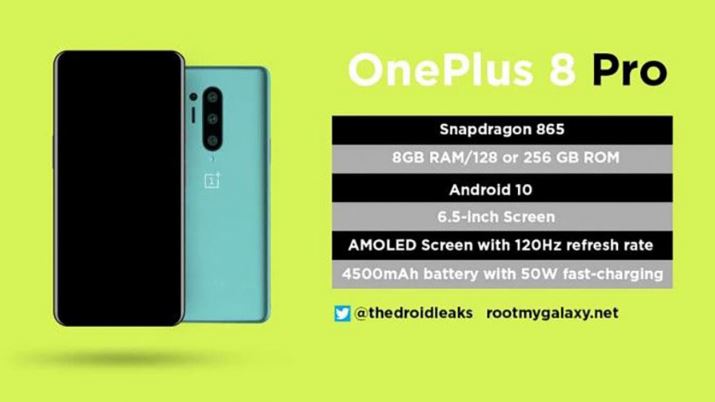 OnePlus 8 Pro
Snapdragon 865
8GB RAM/128 or 256 GB ROM
Android 10
6.5-inch Screen
AMOLED Screen with 120Hz refresh rate
4500mAh battery with 50W fast-charging
@thedroidleaks rootmygalaxy.net